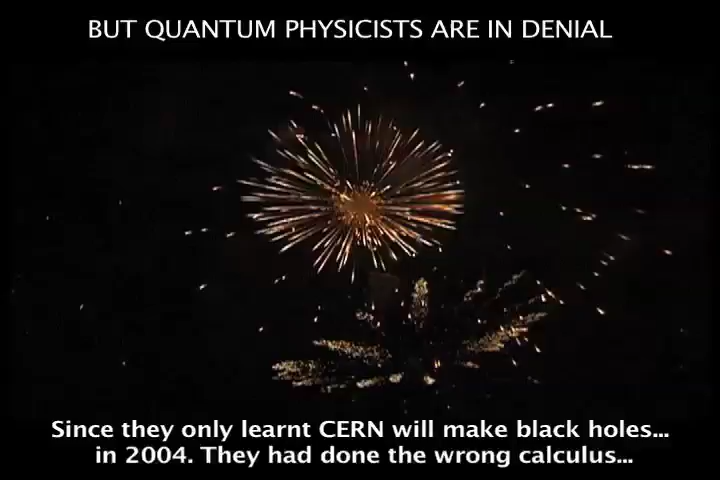 BUT QUANTUM PHYSICISTS ARE IN DENIAL
Since they only learnt CERN will make black holes...
in 2004. They had done the wrong calculus...